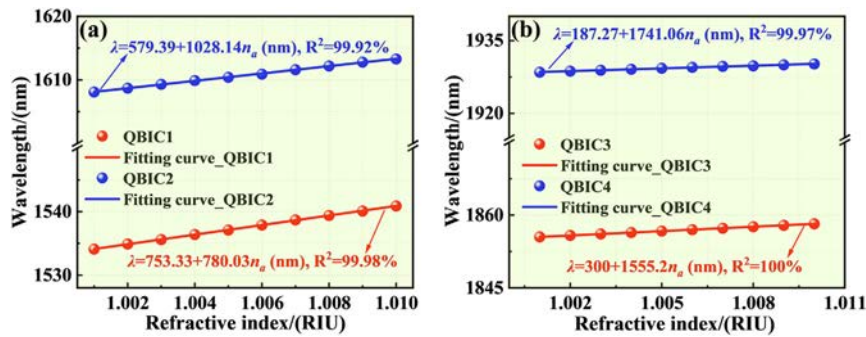 (a)
1620
λ=579.39+1028.14nₐ (nm), R²=99.92%
1610
QBIC1
Fitting curve_QBIC1
QBIC2
Fitting curve_QBIC2
1540
λ=753.33+780.03nₐ (nm), R²=99.98%
1530
1.002 1.004 1.006 1.008 1.010
Refractive index/(RIU)
Wavelength/(nm)
(b)
1935
λ=187.27+1741.06nₐ (nm), R²=99.97%
1920
QBIC3
Fitting curve_QBIC3
QBIC4
Fitting curve_QBIC4
1860
λ=300+1555.2nₐ (nm), R²=100%
1845
1.002 1.005 1.008 1.011
Refractive index/(RIU)
Wavelength/(nm)